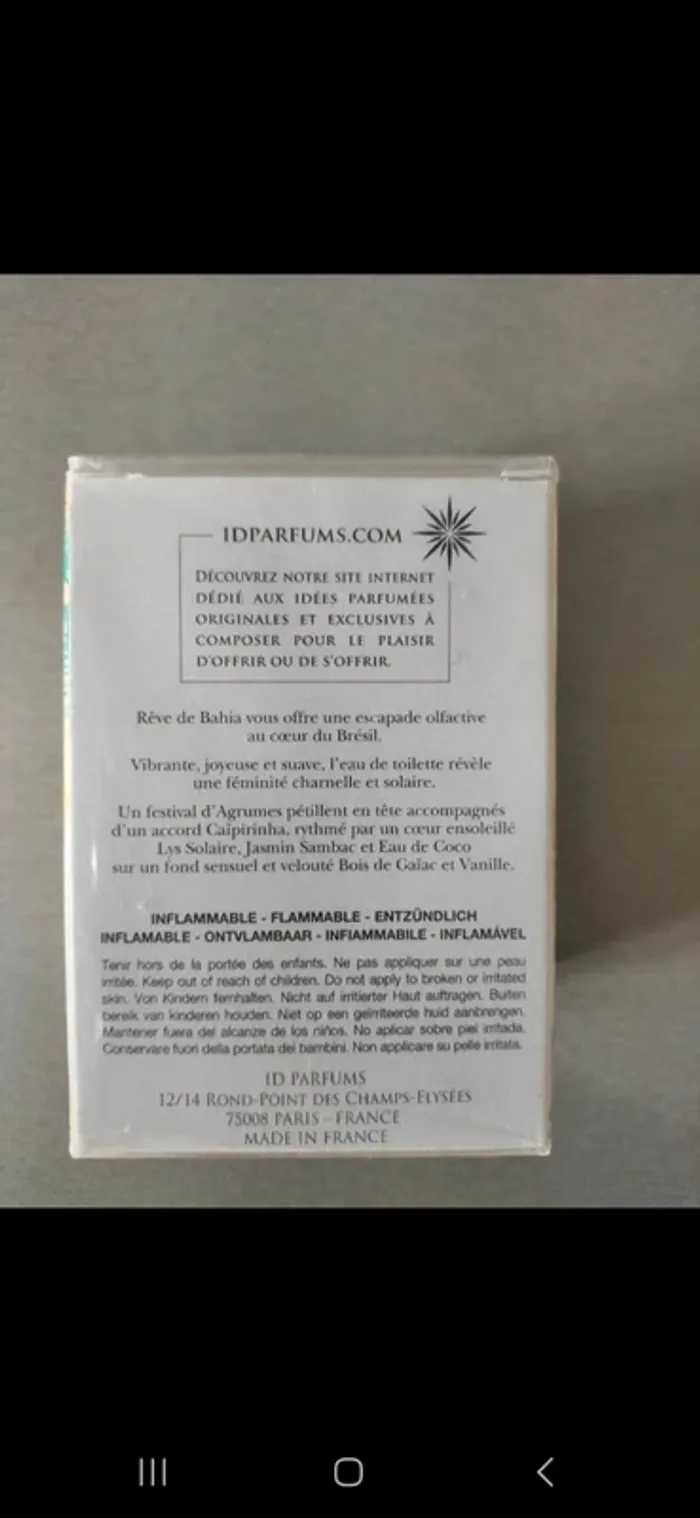 IDPARFUMS.COM
DÉCOUVREZ NOTRE SITE INTERNET
DÉDIÉ AUX IDÉES PARFUMÉES
ORIGINALES ET EXCLUSIVES À
COMPOSER POUR LE PLAISIR
D'OFFRIR OU DE S'OFFRIR.
Rêve de Bahia vous offre une escapade olfactive
au cœur du Brésil.
Vibrante, joyeuse et suave, l'eau de toilette révèle
une féminité charnelle et solaire.
Un festival d'Agrumes pétillent en tête accompagnés
d'un accord Caïpirinha, rythmé par un cœur ensoleillé
Lys Solaire, Jasmin Sambac et Eau de Coco
sur un fond sensuel et velouté Bois de Gaïac et Vanille.
INFLAMMABLE - FLAMMABLE - ENTZÜNDLICH
INFLAMABLE - ONTVLAMBAAR - INFIAMMABILE - INFLAMÁVEL
Tenir hors de la portée des enfants. Ne pas appliquer sur une peau
irritée. Keep out of reach of children. Do not apply to broken or irritated
skin. Von Kindern fernhalten. Nicht auf irritierter Haut auftragen. Buiten
bereik van kinderen houden. Niet op een geïrriteerde huid aanbrengen.
Mantener fuera del alcanze de los niños. No aplicar sobre piel irritada.
Conservare fuori della portata dei bambini. Non applicare su pelle irritata.
ID PARFUMS
12/14 ROND-POINT DES CHAMPS-ELYSÉES
75008 PARIS - FRANCE
MADE IN FRANCE